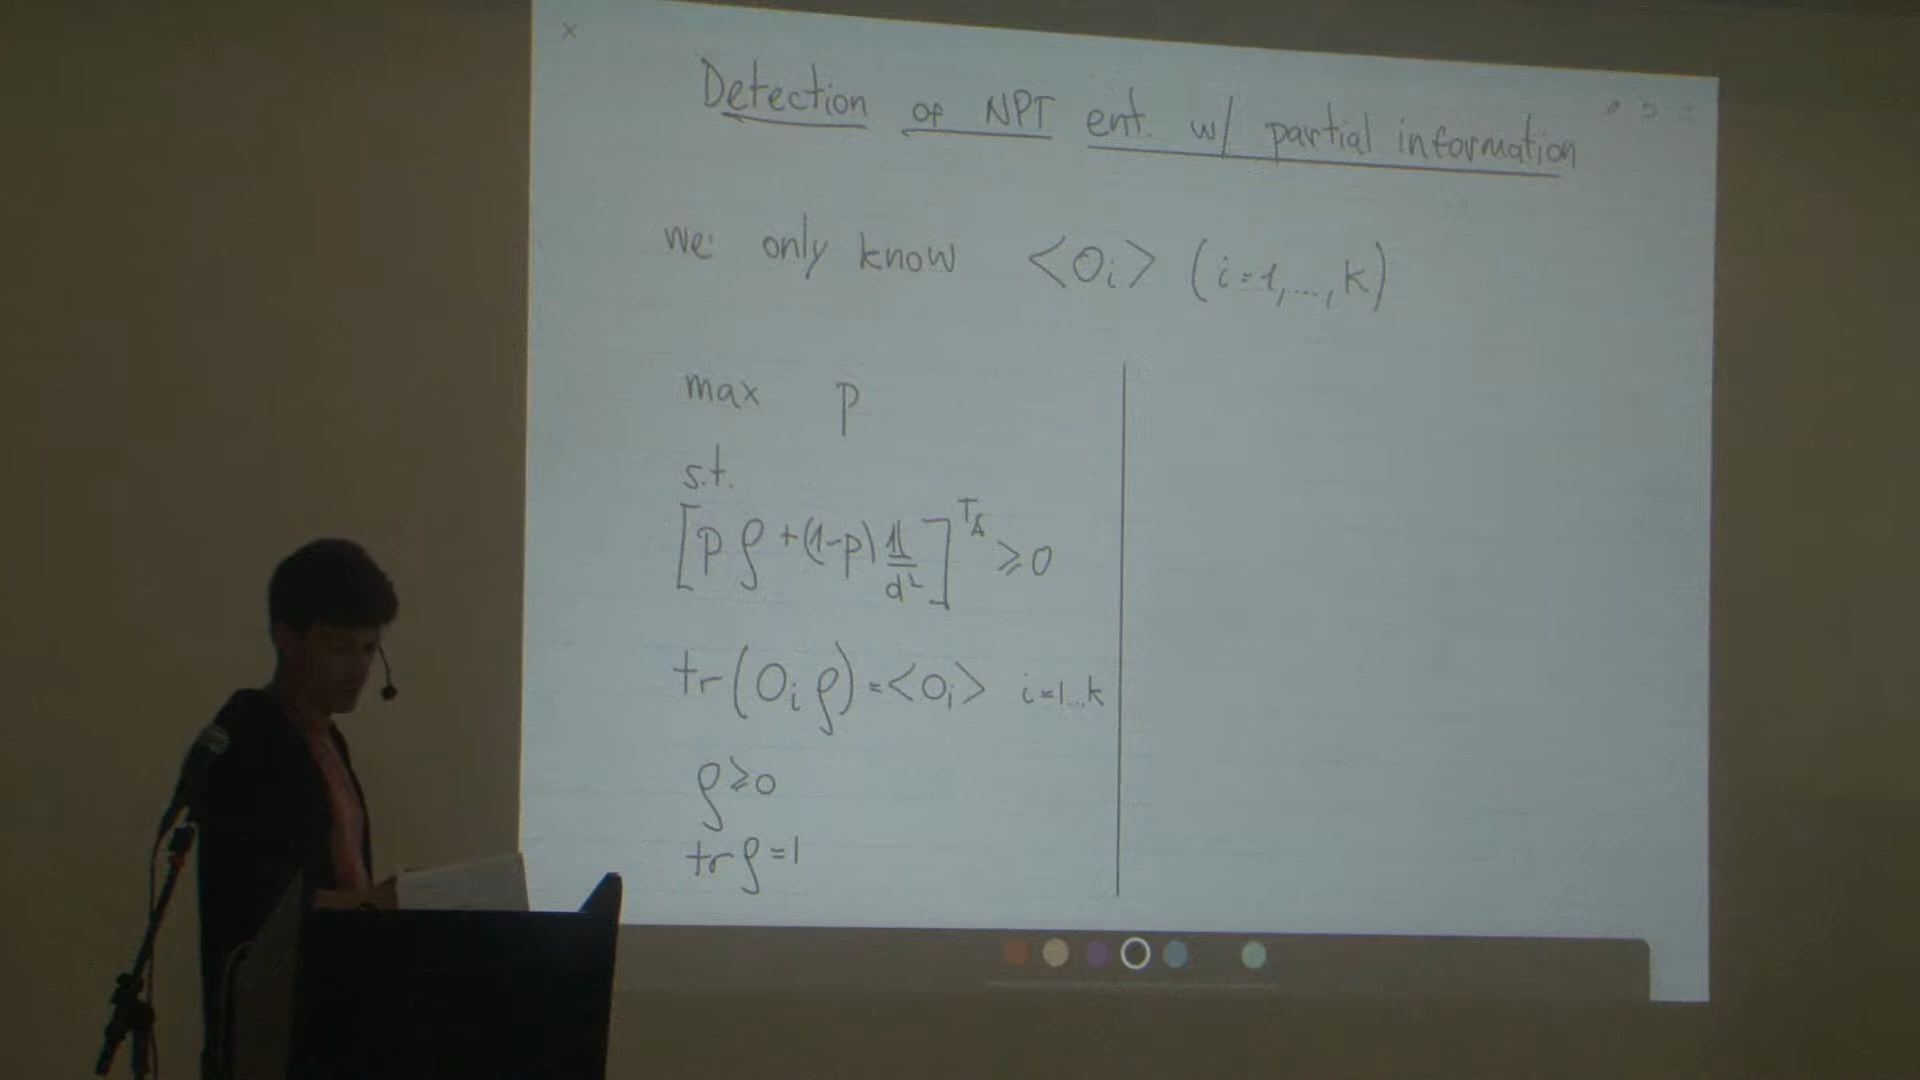 Detection of NPT ent. w/ partial information
we only know <O_i> (i=1,...,k)
max p
s.t.
[p ρ + (1-p) 𝟙/d²]^{T_A} ⩾ 0
tr(O_i ρ) = <O_i> i=1...k
ρ ⩾ 0
tr ρ = 1